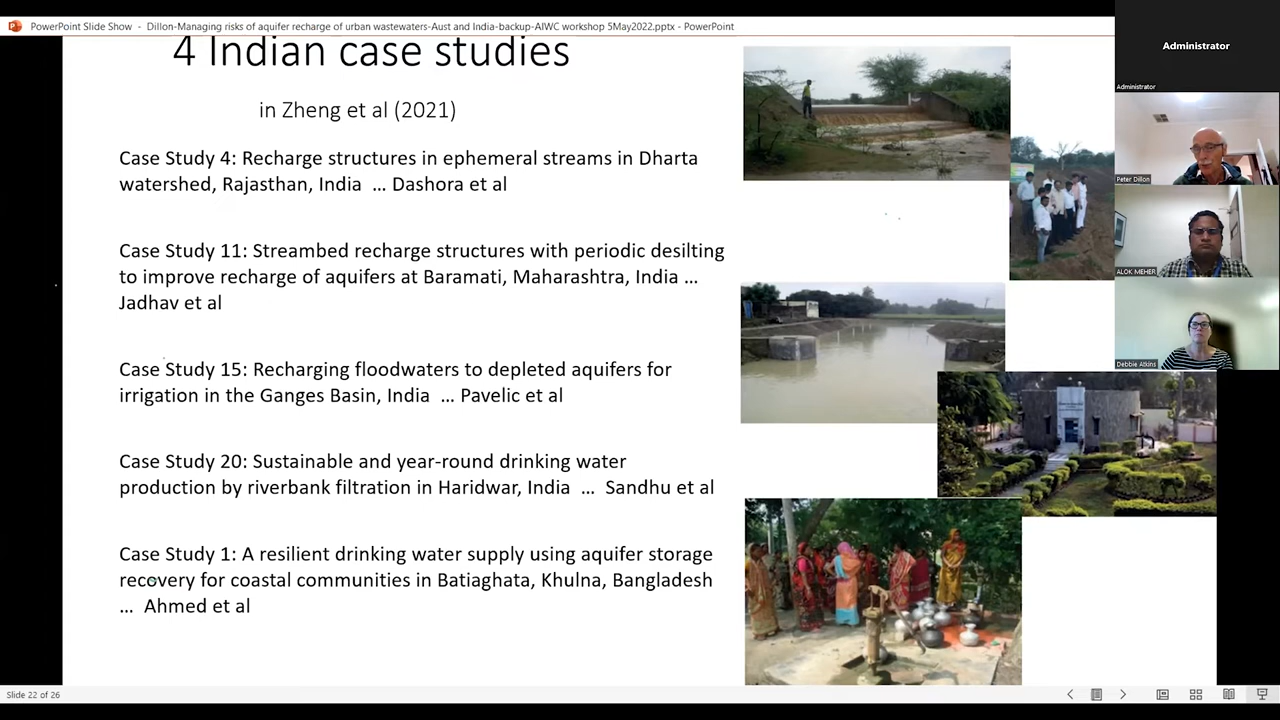 PowerPoint Slide Show - Dillon-Managing risks of aquifer recharge of urban wastewaters-Aust and India-backup-AIWC workshop 5May2022.pptx - PowerPoint
4 Indian case studies
in Zheng et al (2021)
Case Study 4: Recharge structures in ephemeral streams in Dharta
watershed, Rajasthan, India … Dashora et al
Case Study 11: Streambed recharge structures with periodic desilting
to improve recharge of aquifers at Baramati, Maharashtra, India …
Jadhav et al
Case Study 15: Recharging floodwaters to depleted aquifers for
irrigation in the Ganges Basin, India … Pavelic et al
Case Study 20: Sustainable and year-round drinking water
production by riverbank filtration in Haridwar, India … Sandhu et al
Case Study 1: A resilient drinking water supply using aquifer storage
recovery for coastal communities in Batiaghata, Khulna, Bangladesh
… Ahmed et al
Administrator
Administrator
Peter Dillon
ALOK MEHER
Debbie Atkins
Slide 22 of 26